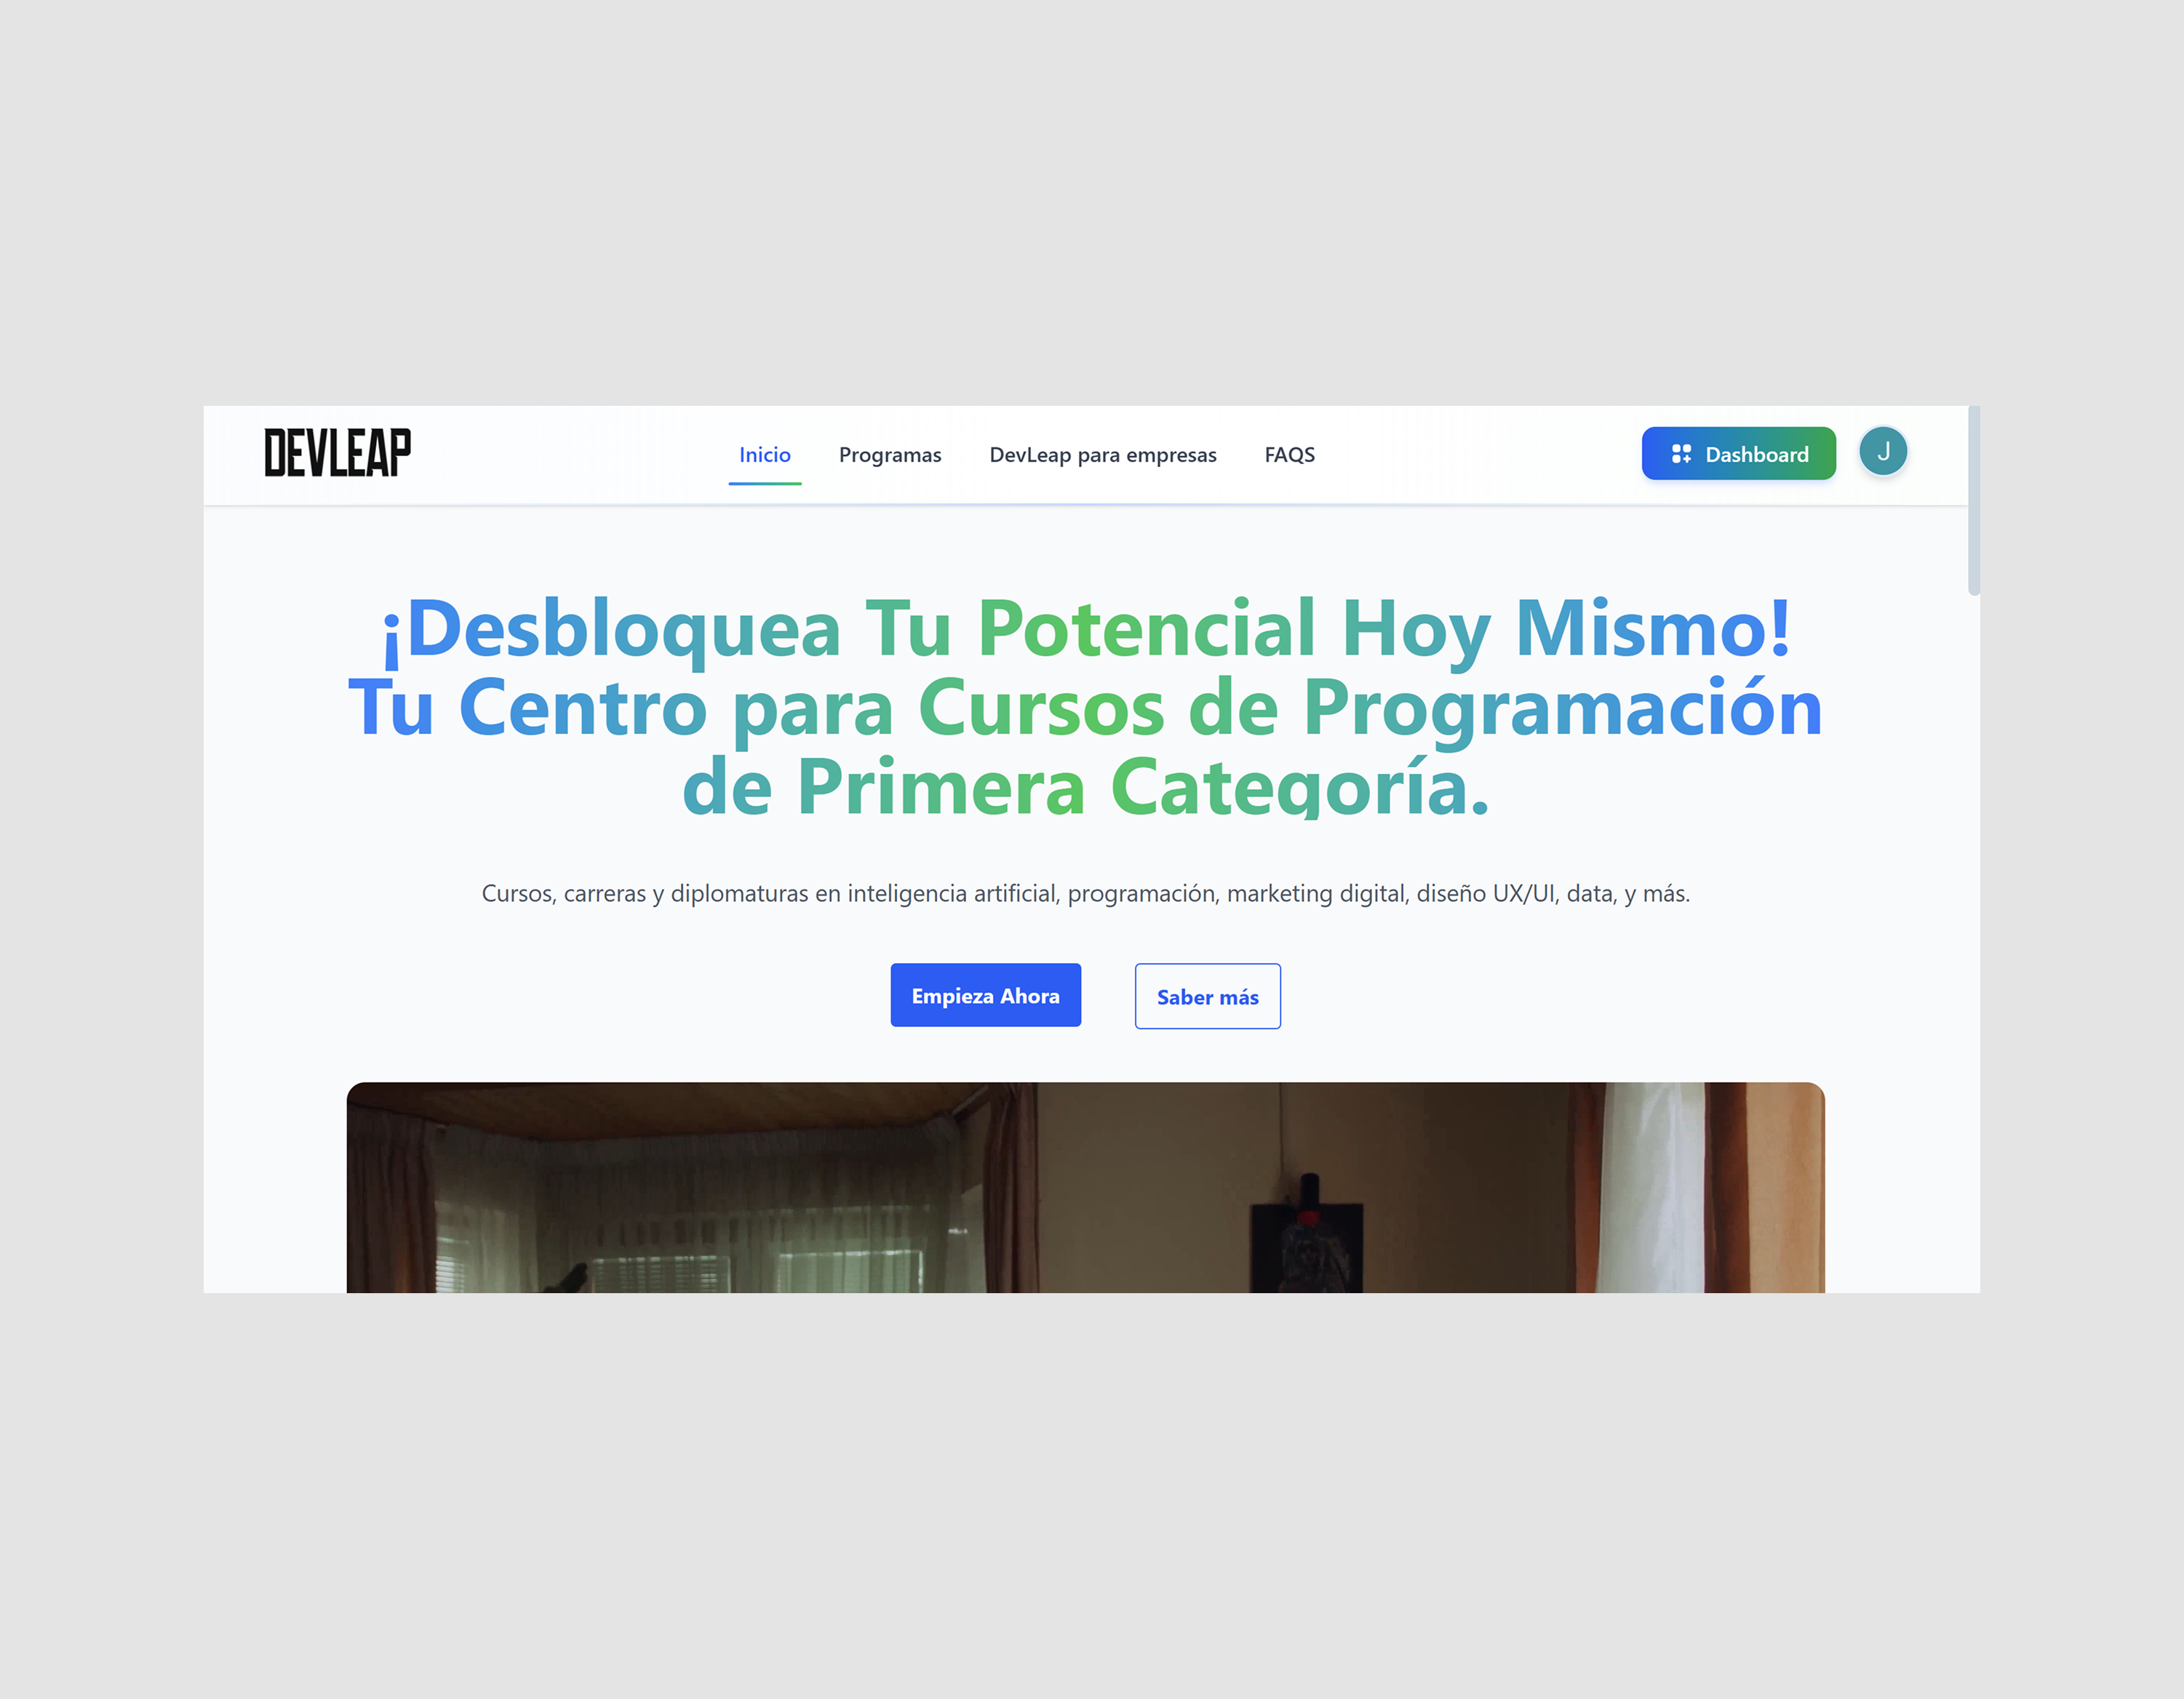 DEVLEAP
Inicio
Programas
DevLeap para empresas
FAQS
Dashboard
J
¡Desbloquea Tu Potencial Hoy Mismo!
Tu Centro para Cursos de Programación
de Primera Categoría.
Cursos, carreras y diplomaturas en inteligencia artificial, programación, marketing digital, diseño UX/UI, data, y más.
Empieza Ahora
Saber más